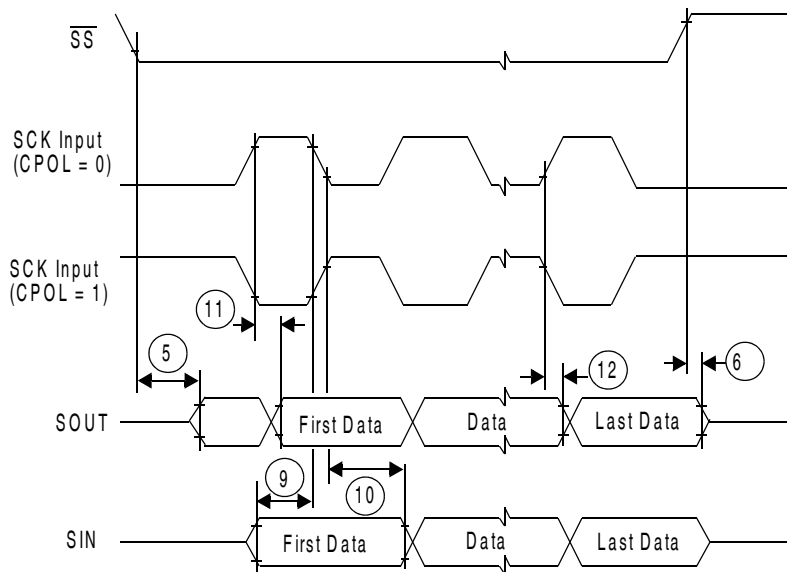 SS
SCK Input
(CPOL = 0)
SCK Input
(CPOL = 1)
11
5
12
6
SOUT
First Data
Data
Last Data
9
10
SIN
First Data
Data
Last Data